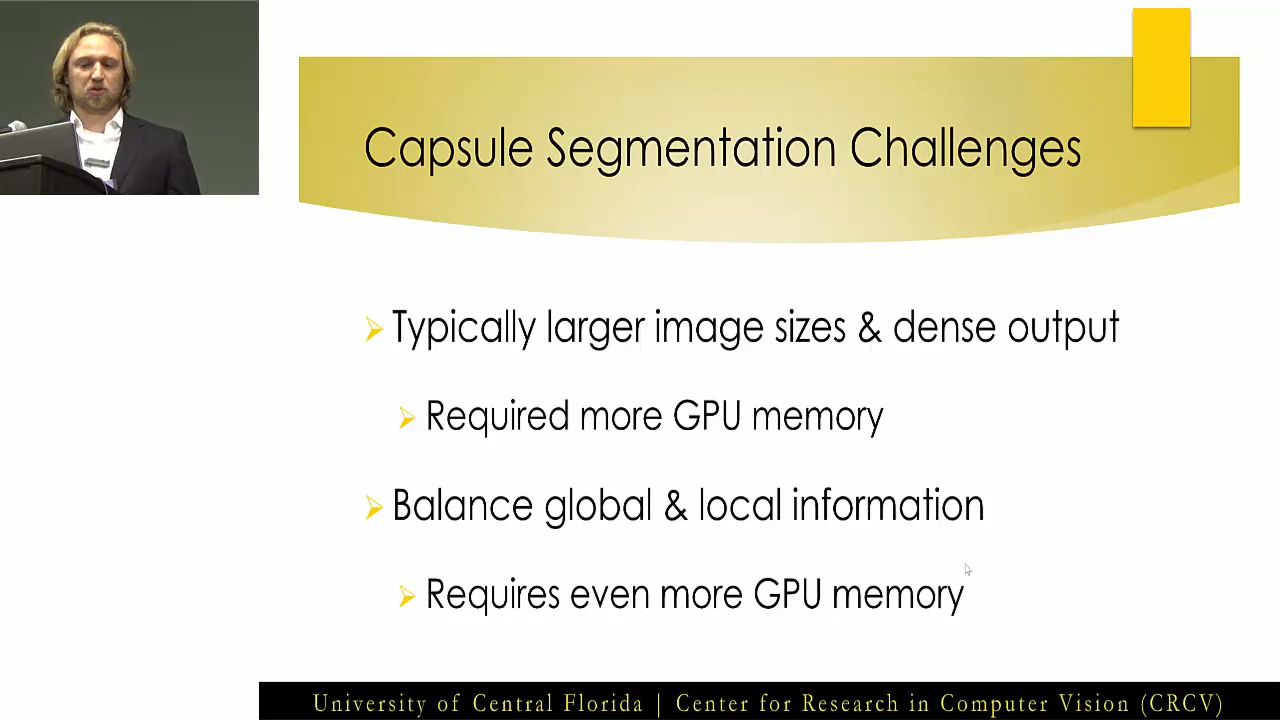 Capsule Segmentation Challenges
Typically larger image sizes & dense output
Required more GPU memory
Balance global & local information
Requires even more GPU memory
University of Central Florida | Center for Research in Computer Vision (CRCV)